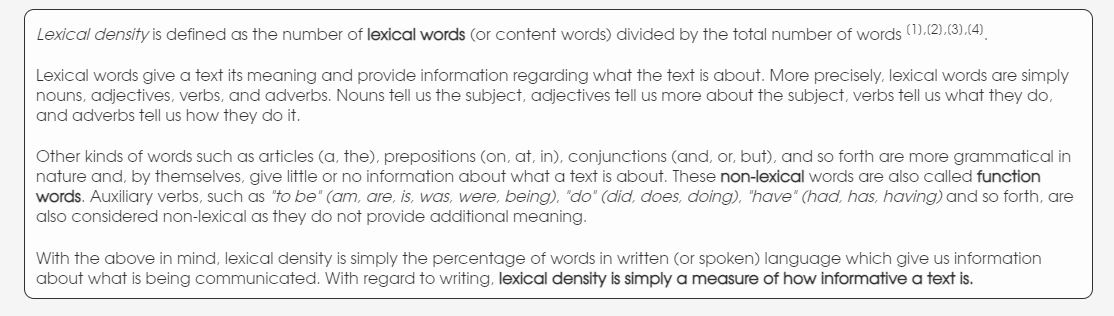 Lexical density is defined as the number of lexical words (or content words) divided by the total number of words (1),(2),(3),(4).
Lexical words give a text its meaning and provide information regarding what the text is about. More precisely, lexical words are simply
nouns, adjectives, verbs, and adverbs. Nouns tell us the subject, adjectives tell us more about the subject, verbs tell us what they do,
and adverbs tell us how they do it.
Other kinds of words such as articles (a, the), prepositions (on, at, in), conjunctions (and, or, but), and so forth are more grammatical in
nature and, by themselves, give little or no information about what a text is about. These non-lexical words are also called function
words. Auxiliary verbs, such as "to be" (am, are, is, was, were, being), "do" (did, does, doing), "have" (had, has, having) and so forth, are
also considered non-lexical as they do not provide additional meaning.
With the above in mind, lexical density is simply the percentage of words in written (or spoken) language which give us information
about what is being communicated. With regard to writing, lexical density is simply a measure of how informative a text is.